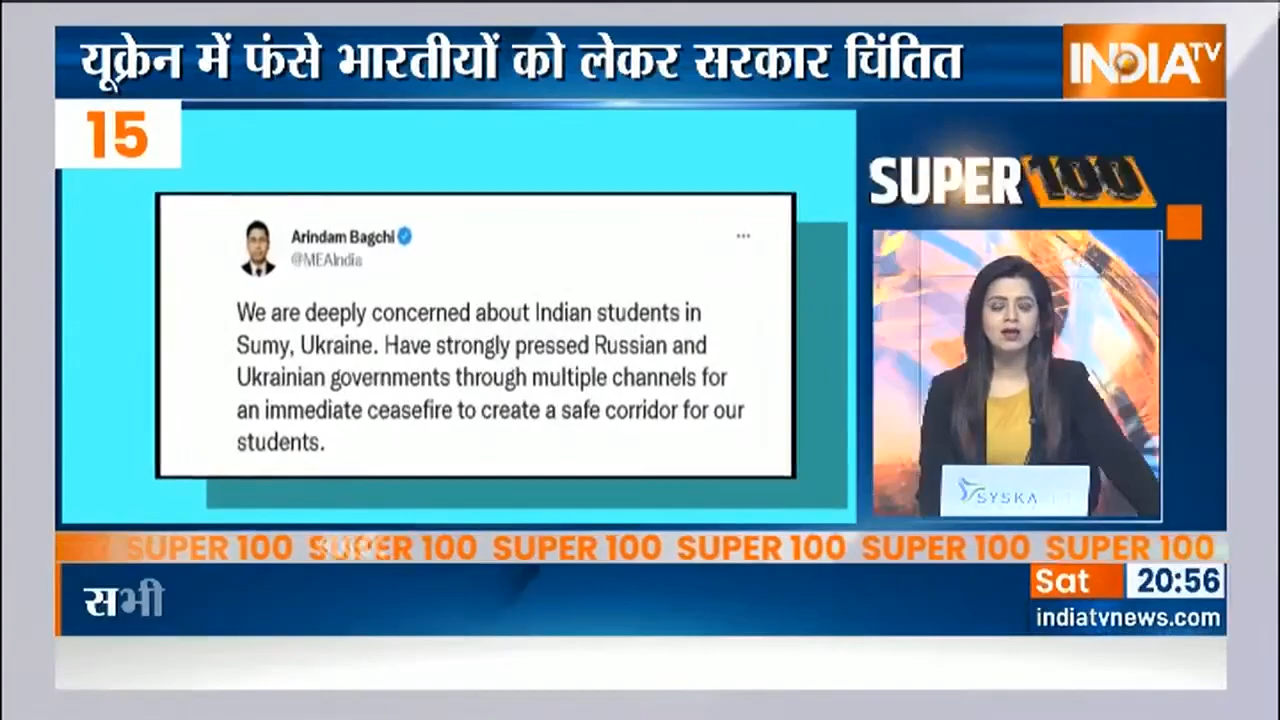 यूक्रेन में फंसे भारतीयों को लेकर सरकार चिंतित
INDIA TV
15
SUPER 100
Arindam Bagchi
@MEAIndia
We are deeply concerned about Indian students in
Sumy, Ukraine. Have strongly pressed Russian and
Ukrainian governments through multiple channels for
an immediate ceasefire to create a safe corridor for our
students.
SYSKA
SUPER 100 SUPER 100 SUPER 100 SUPER 100 SUPER 100 SUPER 100
सभी
Sat 20:56
indiatvnews.com